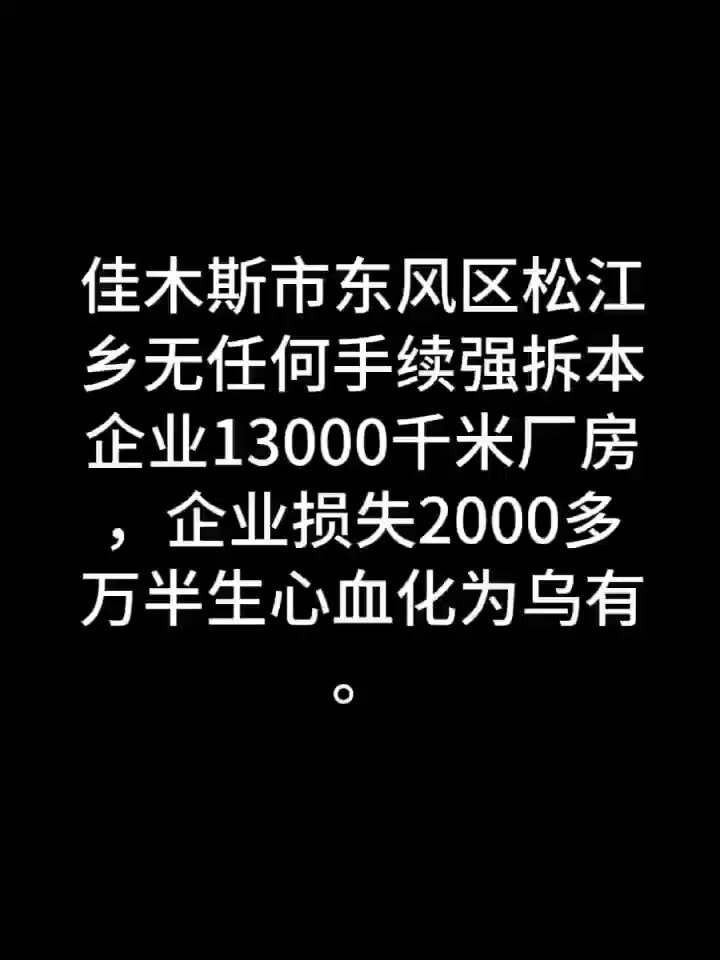 佳木斯市东风区松江
乡无任何手续强拆本
企业13000千米厂房
，企业损失2000多
万半生心血化为乌有
。